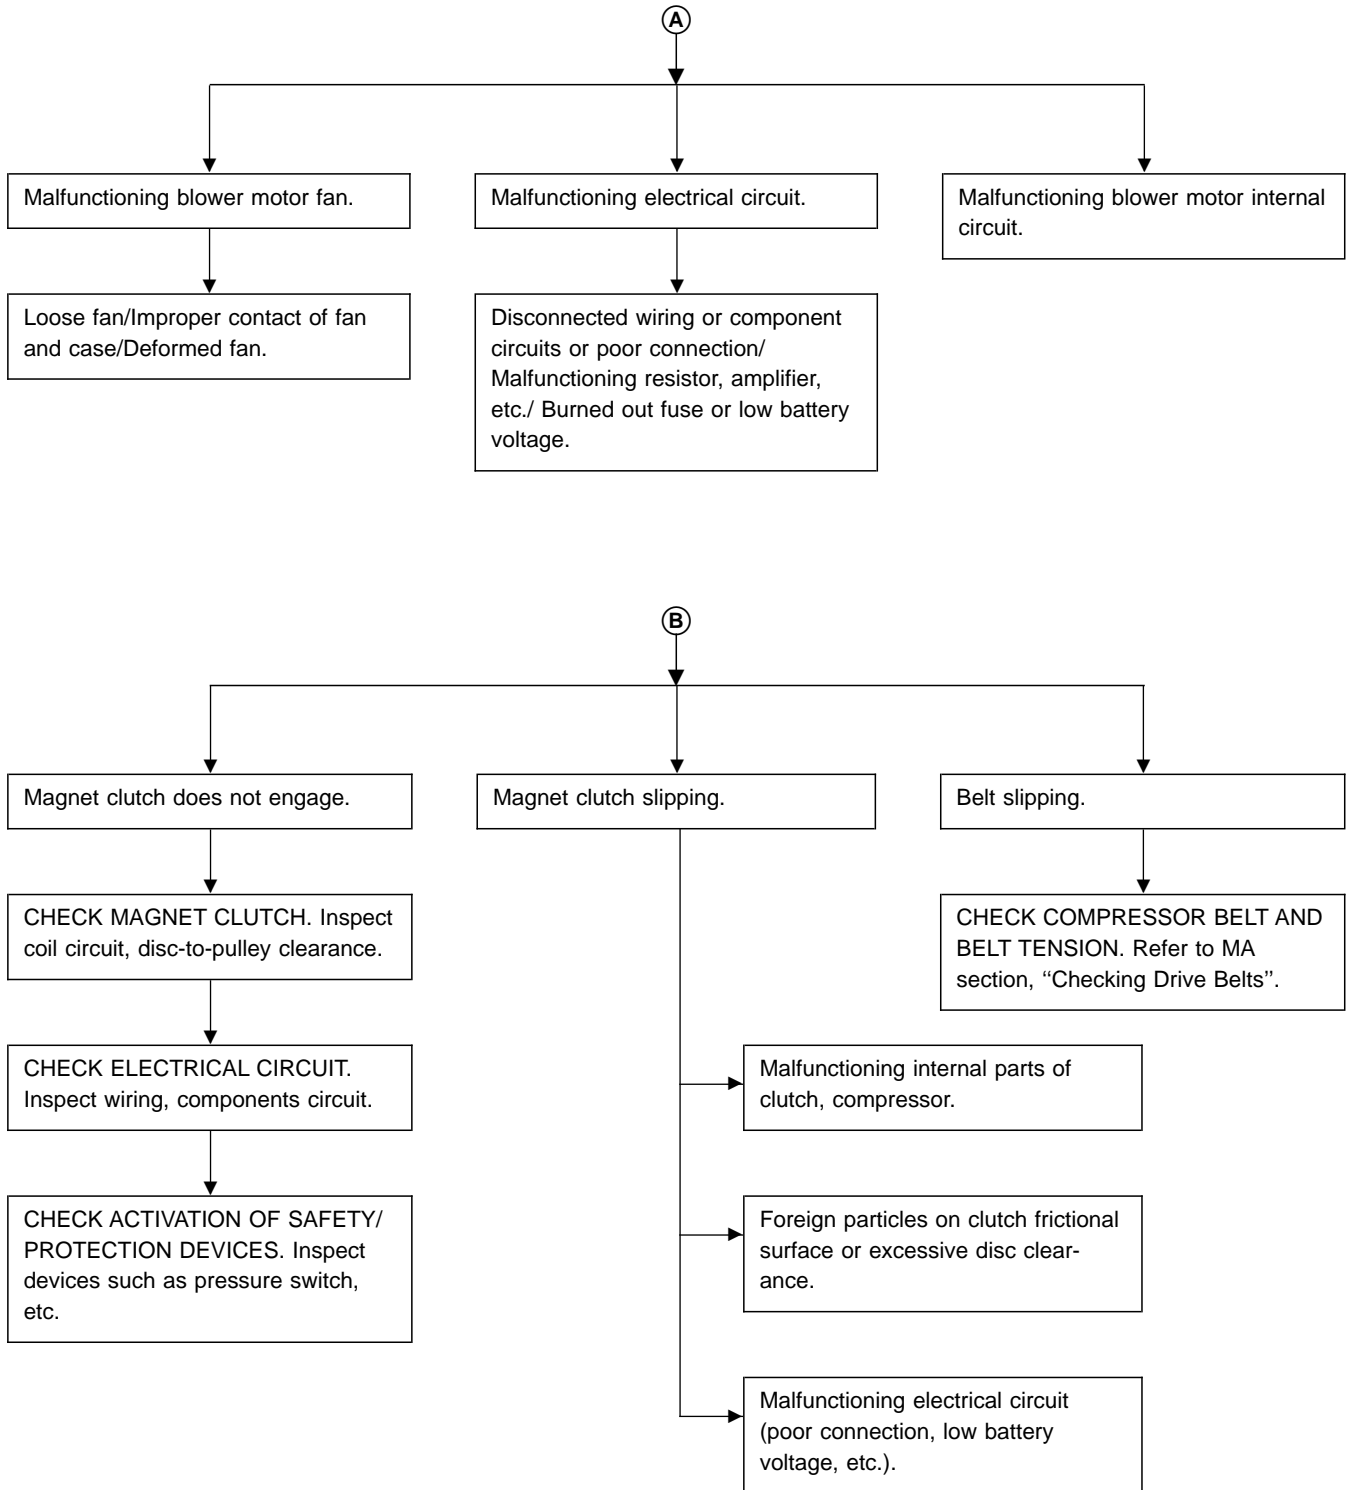 A
Malfunctioning blower motor fan.
Malfunctioning electrical circuit.
Malfunctioning blower motor internal
circuit.
Loose fan/Improper contact of fan
and case/Deformed fan.
Disconnected wiring or component
circuits or poor connection/
Malfunctioning resistor, amplifier,
etc./ Burned out fuse or low battery
voltage.
B
Magnet clutch does not engage.
Magnet clutch slipping.
Belt slipping.
CHECK MAGNET CLUTCH. Inspect
coil circuit, disc-to-pulley clearance.
CHECK COMPRESSOR BELT AND
BELT TENSION. Refer to MA
section, “Checking Drive Belts”.
CHECK ELECTRICAL CIRCUIT.
Inspect wiring, components circuit.
Malfunctioning internal parts of
clutch, compressor.
CHECK ACTIVATION OF SAFETY/
PROTECTION DEVICES. Inspect
devices such as pressure switch,
etc.
Foreign particles on clutch frictional
surface or excessive disc clear-
ance.
Malfunctioning electrical circuit
(poor connection, low battery
voltage, etc.).